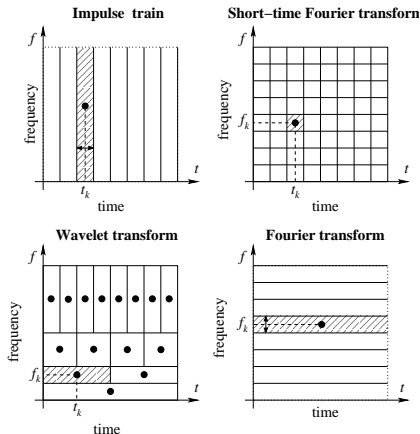 Impulse train
f
frequency
t
t_k
time
Short-time Fourier transform
f
frequency
f_k
t
t_k
time
Wavelet transform
f
frequency
f_k
t
t_k
time
Fourier transform
f
frequency
f_k
t
time